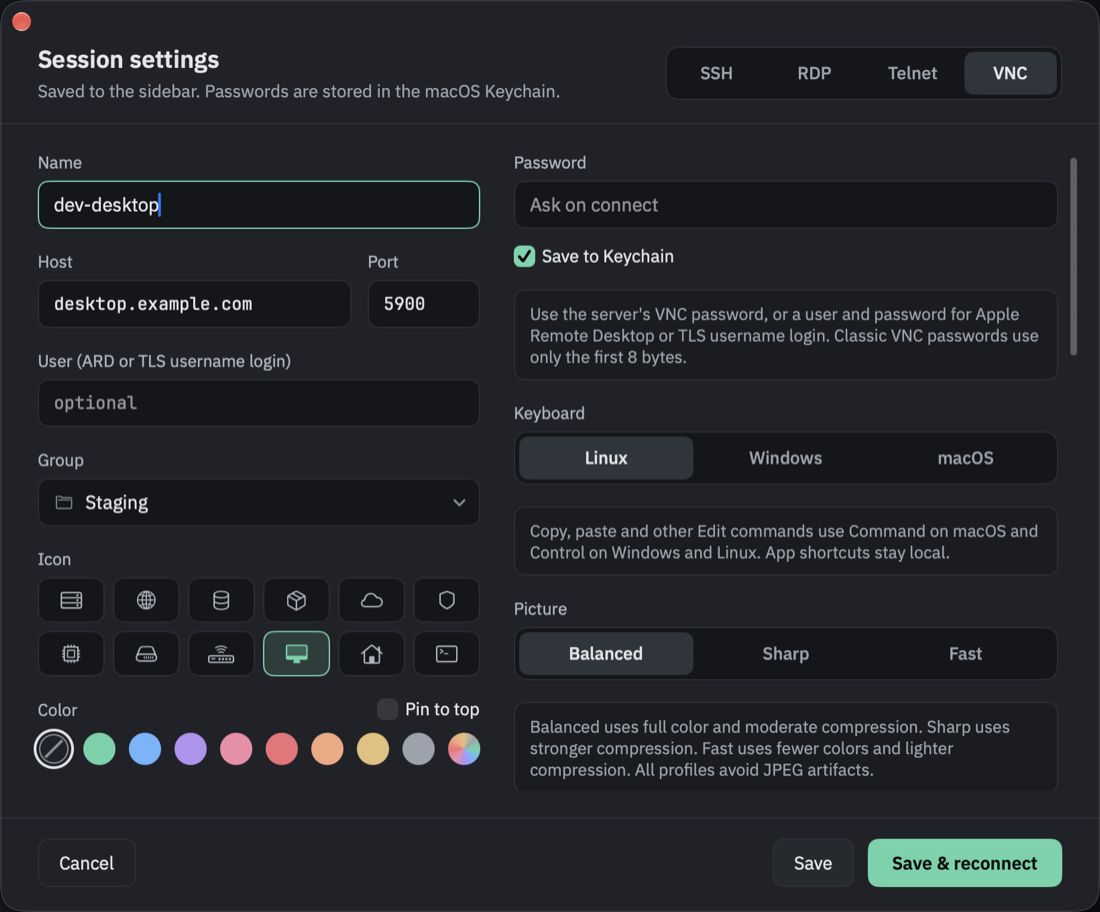 Session settings
Saved to the sidebar. Passwords are stored in the macOS Keychain.
SSH
RDP
Telnet
VNC
Name
dev-desktop
Host
Port
desktop.example.com
5900
User (ARD or TLS username login)
optional
Group
Staging
Icon
Color
Pin to top
Password
Ask on connect
Save to Keychain
Use the server's VNC password, or a user and password for Apple
Remote Desktop or TLS username login. Classic VNC passwords use
only the first 8 bytes.
Keyboard
Linux
Windows
macOS
Copy, paste and other Edit commands use Command on macOS and
Control on Windows and Linux. App shortcuts stay local.
Picture
Balanced
Sharp
Fast
Balanced uses full color and moderate compression. Sharp uses
stronger compression. Fast uses fewer colors and lighter
compression. All profiles avoid JPEG artifacts.
Cancel
Save
Save & reconnect